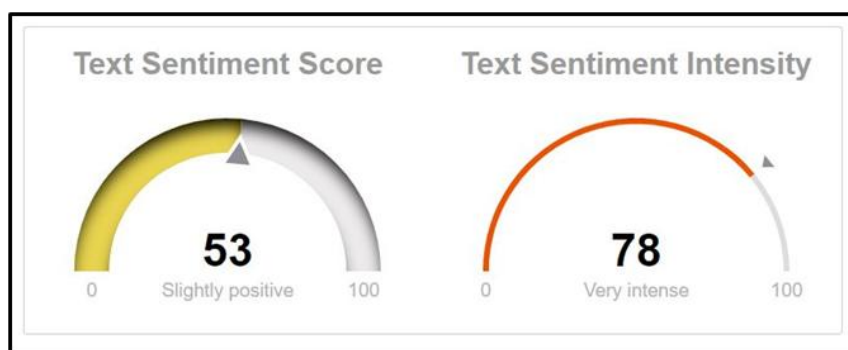 Text Sentiment Score
53
0
Slightly positive
100
Text Sentiment Intensity
78
0
Very intense
100